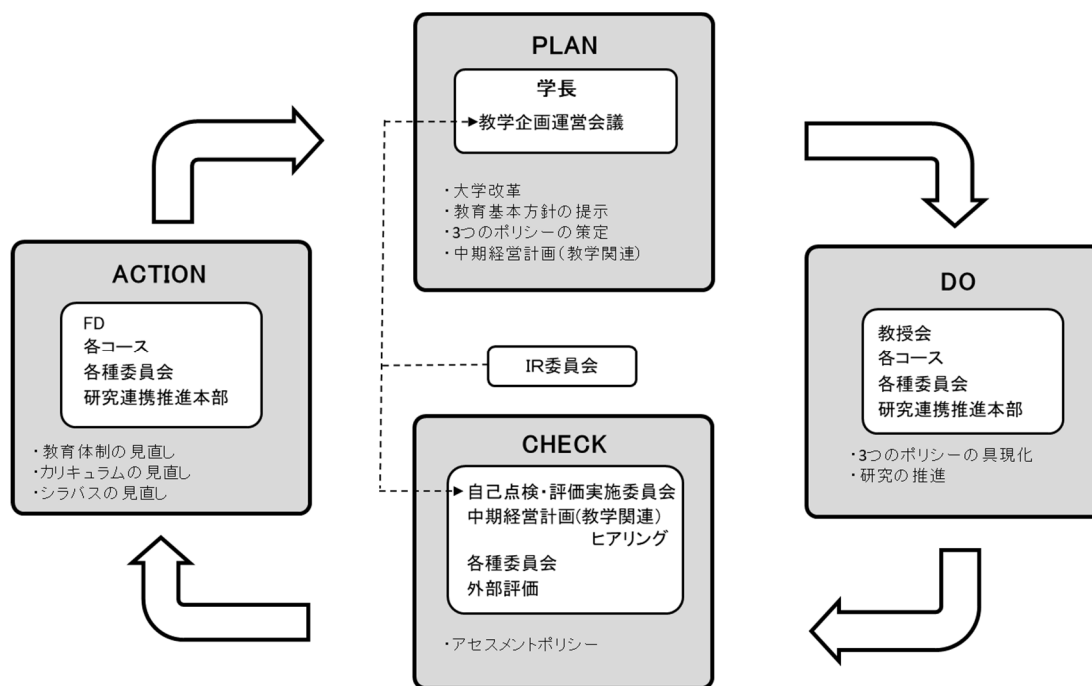 PLAN
学長
教学企画運営会議
・大学改革
・教育基本方針の提示
・3つのポリシーの策定
・中期経営計画(教学関連)
ACTION
FD
各コース
各種委員会
研究連携推進本部
・教育体制の見直し
・カリキュラムの見直し
・シラバスの見直し
DO
教授会
各コース
各種委員会
研究連携推進本部
・3つのポリシーの具現化
・研究の推進
IR委員会
CHECK
自己点検・評価実施委員会
中期経営計画(教学関連)
ヒアリング
各種委員会
外部評価
・アセスメントポリシー